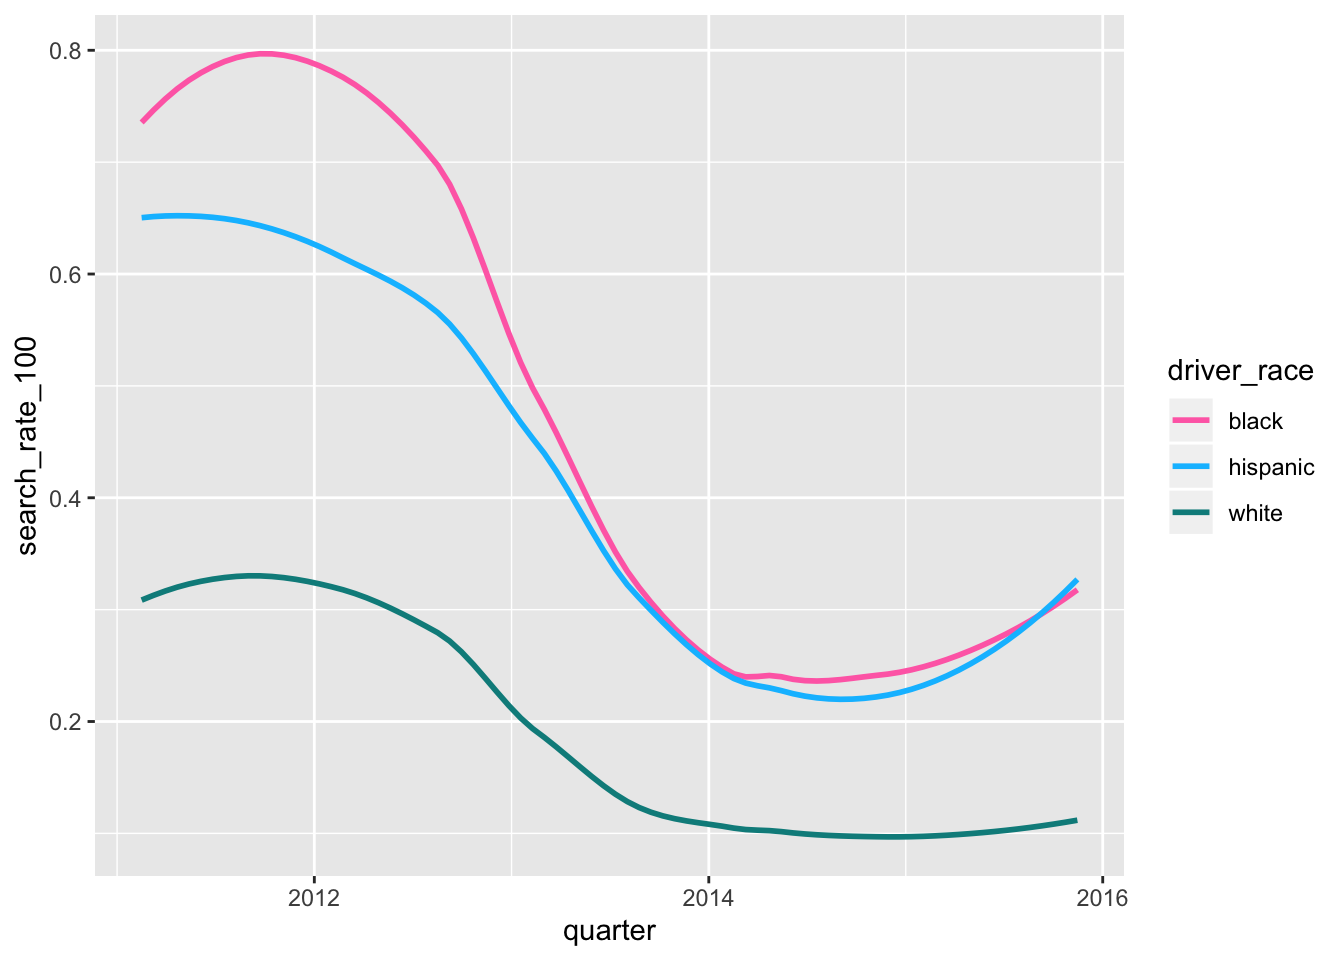 0.8
0.6
0.4
0.2
search_rate_100
2012
2014
2016
quarter
driver_race
black
hispanic
white